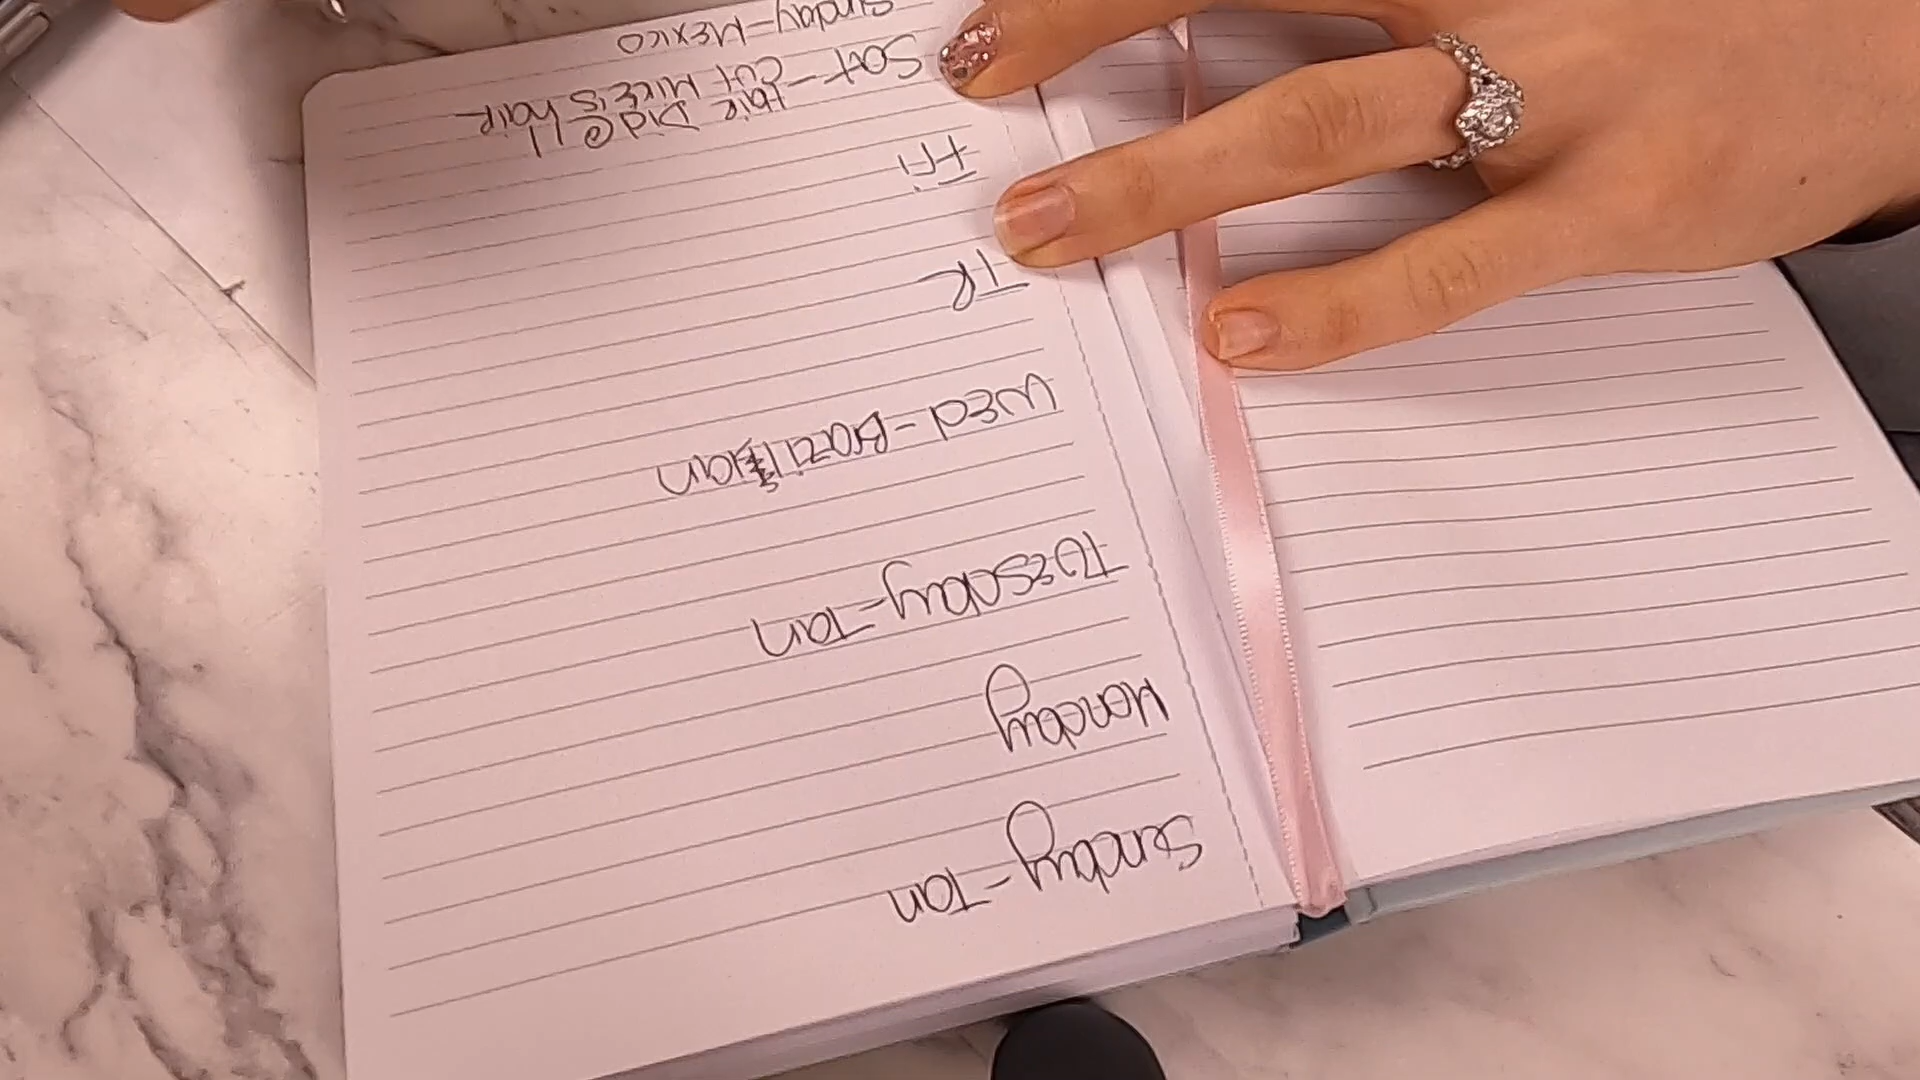 Sunday - Tan
Monday
Tuesday - Tan
Wed - Brazilian
TR
Fri
Hair Did @ 11
Sat - Cut Mike's hair
Sunday - Mexico